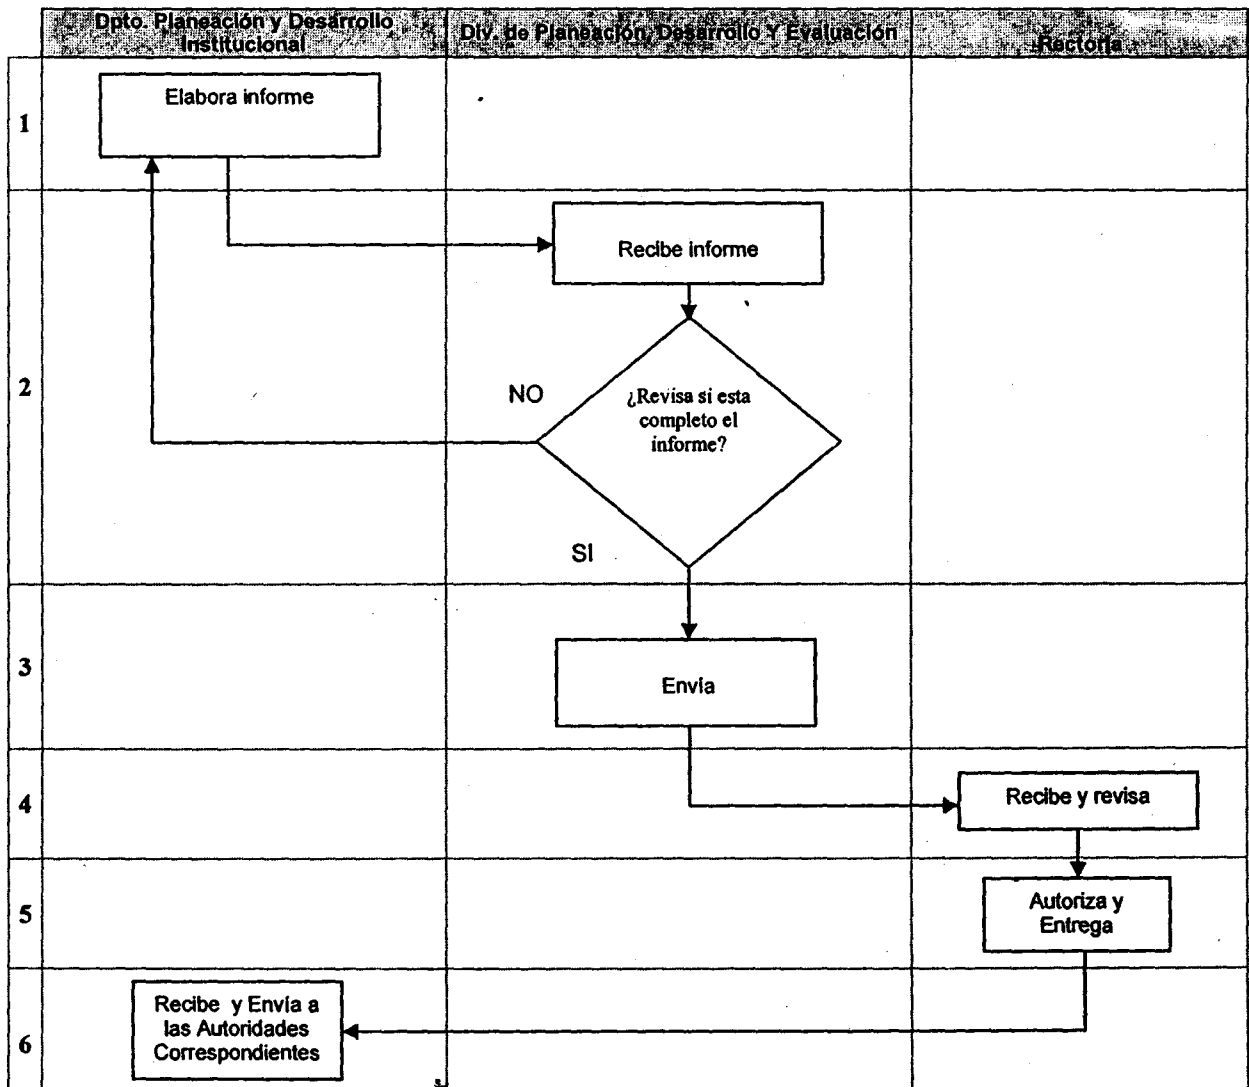 Dpto. Planeación y Desarrollo
Institucional
Div. de Planeación, Desarrollo Y Evaluación
Rectoría
1
Elabora informe
2
Recibe informe
NO
¿Revisa si esta
completo el
informe?
SI
3
Envía
4
Recibe y revisa
5
Autoriza y
Entrega
6
Recibe y Envía a
las Autoridades
Correspondientes